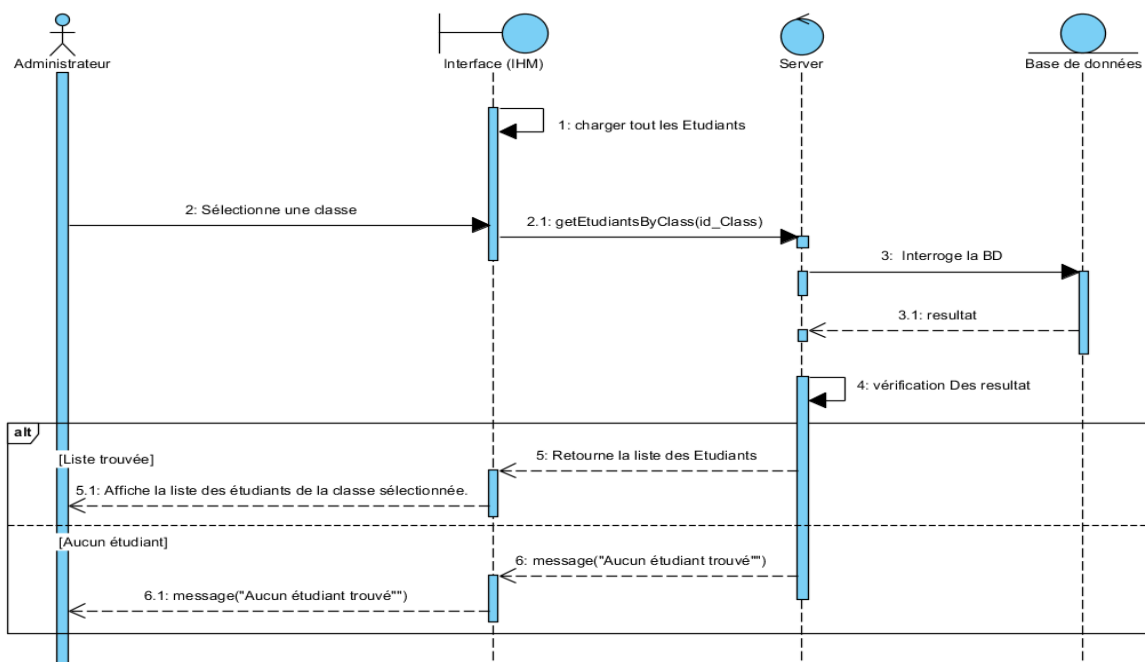 Administrateur
Interface (IHM)
Server
Base de données
1: charger tout les Etudiants
2: Sélectionne une classe
2.1: getEtudiantsByClass(id_Class)
3:  Interroge la BD
3.1: resultat
4: vérification Des resultat
alt
[Liste trouvée]
5: Retourne la liste des Etudiants
5.1: Affiche la liste des étudiants de la classe sélectionnée.
[Aucun étudiant]
6: message("Aucun étudiant trouvé"")
6.1: message("Aucun étudiant trouvé"")